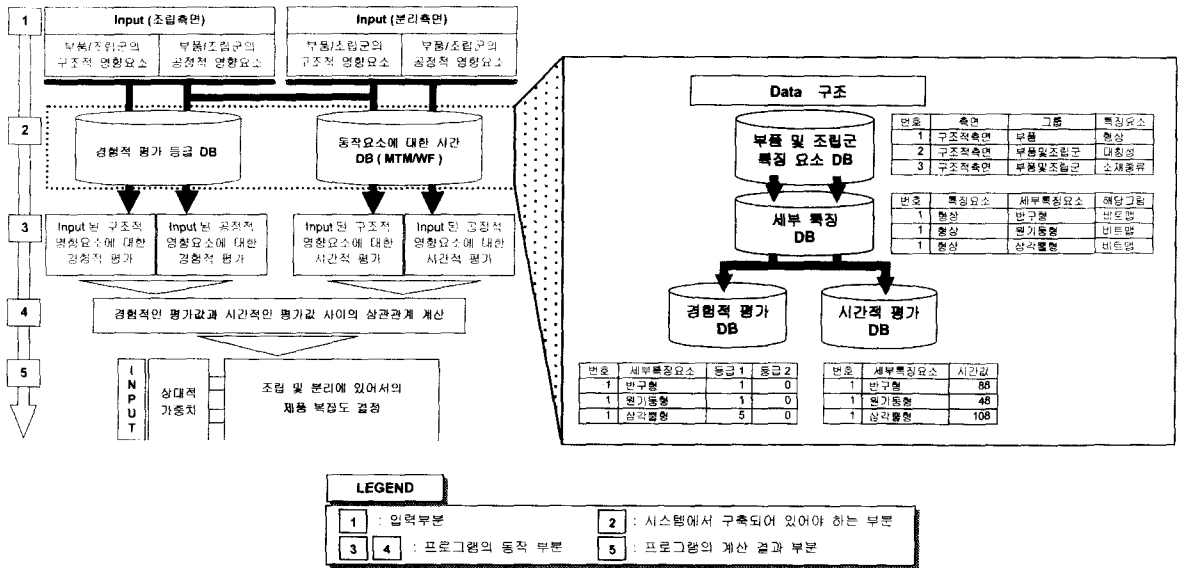 1
Input (조립측면)
Input (분리측면)
부품/조립군의
구조적 영향요소
부품/조립군의
공정적 영향요소
부품/조립군의
구조적 영향요소
부품/조립군의
공정적 영향요소
2
경험적 평가 등급 DB
동작요소에 대한 시간
DB ( MTM/WF )
3
Input 된 구조적
영향요소에 대한
경험적 평가
Input 된 공정적
영향요소에 대한
경험적 평가
Input 된 구조적
영향요소에 대한
시간적 평가
Input 된 공정적
영향요소에 대한
시간적 평가
4
경험적인 평가값과 시간적인 평가값 사이의 상관관계 계산
5
INPUT
상대적
가중치
조립 및 분리에 있어서의
제품 복잡도 결정
Data 구조
부품 및 조립군
특징 요소 DB
번호 측면 그룹 특징요소
1 구조적측면 부품 형상
2 구조적측면 부품및조립군 대칭성
3 구조적측면 부품및조립군 소재종류
세부 특징
DB
번호 특징요소 세부특징요소 해당그림
1 형상 반구형 비트맵
1 형상 원기둥형 비트맵
1 형상 삼각뿔형 비트맵
경험적 평가
DB
시간적 평가
DB
번호 세부특징요소 등급 1 등급 2
1 반구형 1 0
1 원기둥형 1 0
1 삼각뿔형 5 0
번호 세부특징요소 시간값
1 반구형 88
1 원기둥형 48
1 삼각뿔형 108
LEGEND
1 : 입력부분
2 : 시스템에서 구축되어 있어야 하는 부분
3 4 : 프로그램의 동작 부분
5 : 프로그램의 계산 결과 부분